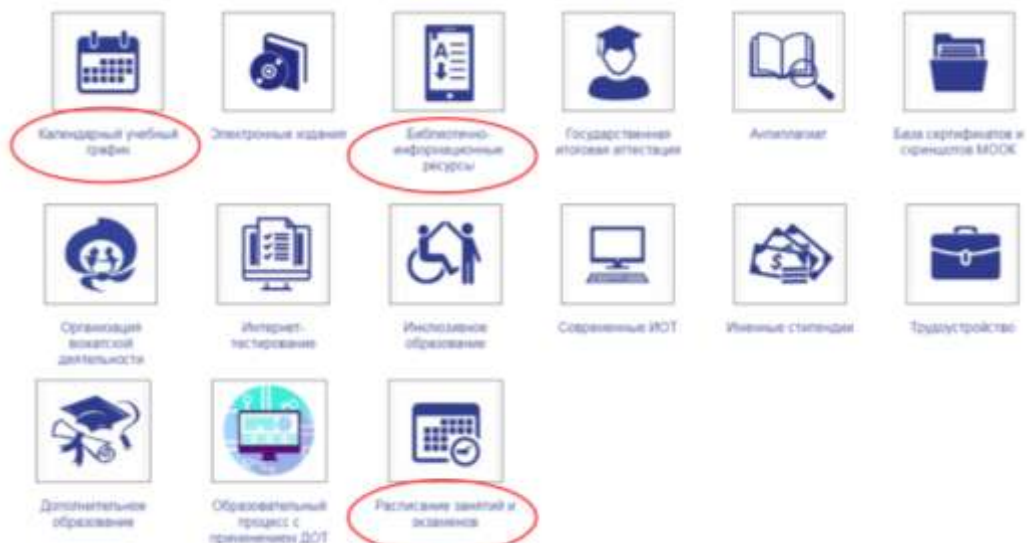 Календарный учебный
график
Электронные издания
Библиотечно-
информационные
ресурсы
Государственная
итоговая аттестация
Антиплагиат
База сертификатов и
скриншотов МООК
Организация
вожатской
деятельности
Интернет-
тестирование
Инклюзивное
образование
Современные ИОТ
Именные стипендии
Трудоустройство
Дополнительное
образование
Образовательный
процесс с
применением ДОТ
Расписание занятий и
экзаменов